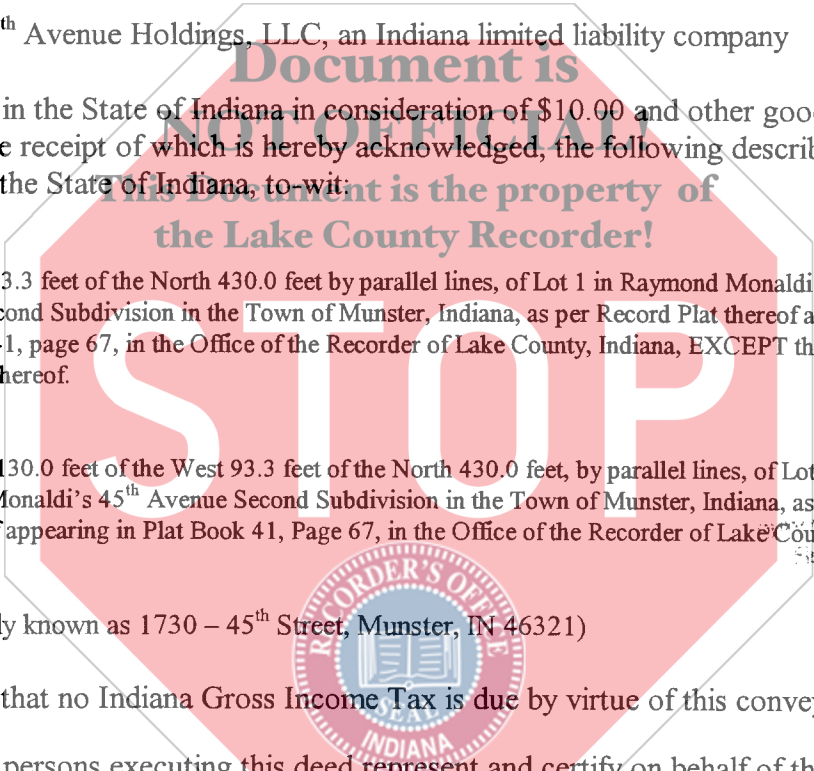 th Avenue Holdings, LLC, an Indiana limited liability company
Document is
in the State of Indiana in consideration of $10.00 and other goo
NOT OFFICIAL!
e receipt of which is hereby acknowledged, the following describ
the State of Indiana, to-wit:
This Document is the property of
the Lake County Recorder!
3.3 feet of the North 430.0 feet by parallel lines, of Lot 1 in Raymond Monaldi
cond Subdivision in the Town of Munster, Indiana, as per Record Plat thereof a
1, page 67, in the Office of the Recorder of Lake County, Indiana, EXCEPT th
hereof.
STOP
130.0 feet of the West 93.3 feet of the North 430.0 feet, by parallel lines, of Lot
Monaldi's 45th Avenue Second Subdivision in the Town of Munster, Indiana, as
appearing in Plat Book 41, Page 67, in the Office of the Recorder of Lake Cou
RECORDER'S OFFICE
ly known as 1730 – 45th Street, Munster, IN 46321)
that no Indiana Gross Income Tax is due by virtue of this convey
SEAL
INDIANA
persons executing this deed represent and certify on behalf of th